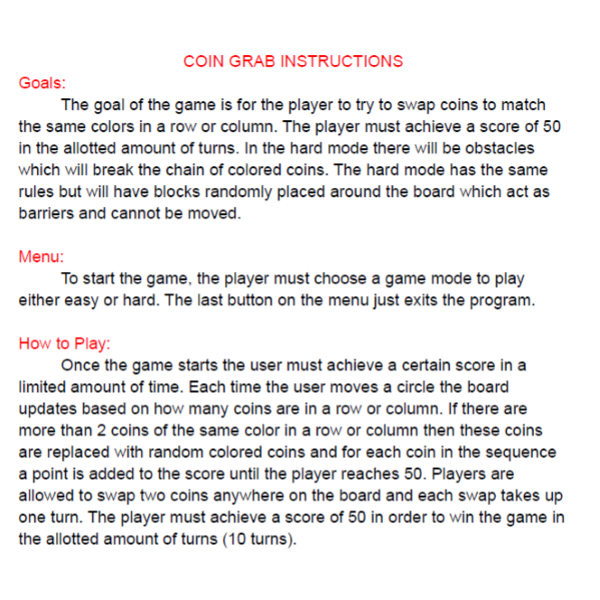 COIN GRAB INSTRUCTIONS
Goals:
The goal of the game is for the player to try to swap coins to match
the same colors in a row or column. The player must achieve a score of 50
in the allotted amount of turns. In the hard mode there will be obstacles
which will break the chain of colored coins. The hard mode has the same
rules but will have blocks randomly placed around the board which act as
barriers and cannot be moved.
Menu:
To start the game, the player must choose a game mode to play
either easy or hard. The last button on the menu just exits the program.
How to Play:
Once the game starts the user must achieve a certain score in a
limited amount of time. Each time the user moves a circle the board
updates based on how many coins are in a row or column. If there are
more than 2 coins of the same color in a row or column then these coins
are replaced with random colored coins and for each coin in the sequence
a point is added to the score until the player reaches 50. Players are
allowed to swap two coins anywhere on the board and each swap takes up
one turn. The player must achieve a score of 50 in order to win the game in
the allotted amount of turns (10 turns).